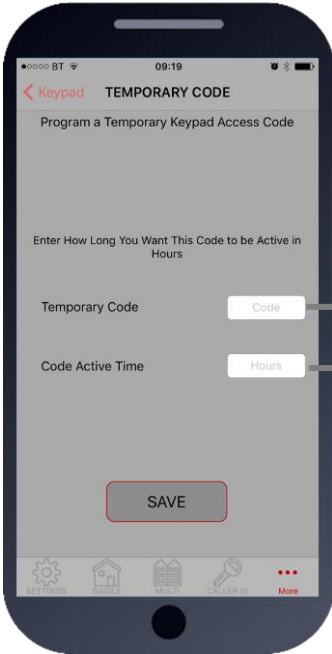 ●○○○○ BT 09:19
Keypad TEMPORARY CODE
Program a Temporary Keypad Access Code
Enter How Long You Want This Code to be Active in
Hours
Temporary Code Code
Code Active Time Hours
SAVE
SETTINGS SINGLE MULTI CALLER ID More